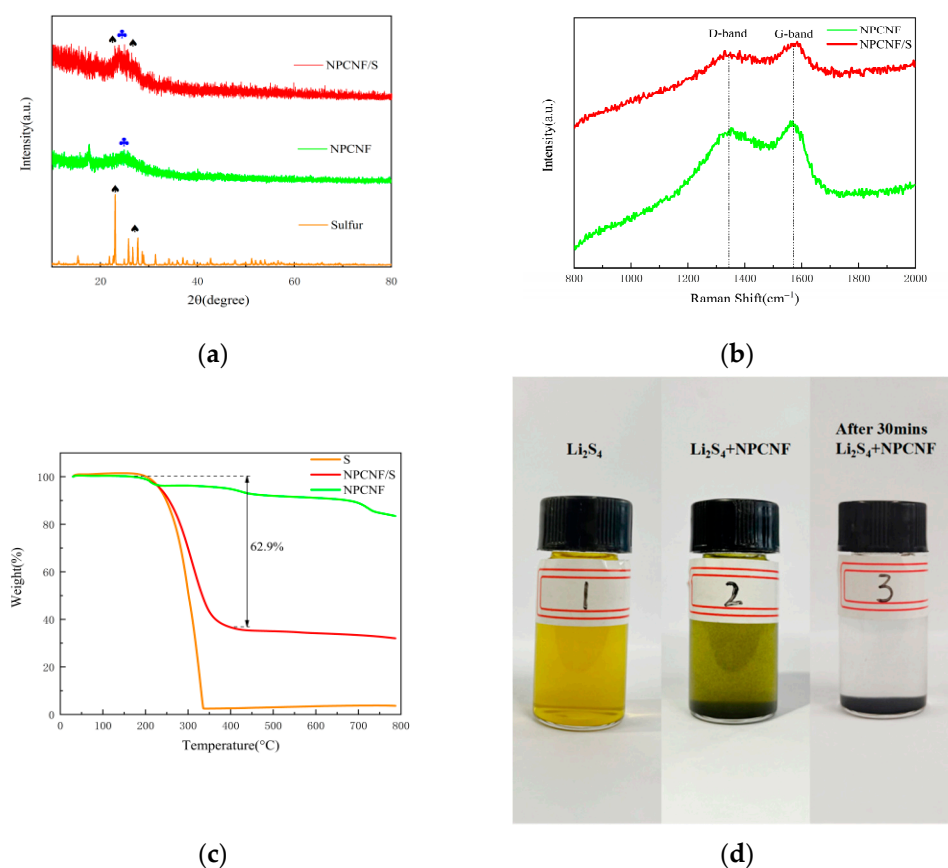 NPCNF/S
NPCNF
Sulfur
Intensity(a.u.)
20 40 60 80
2θ(degree)
(a)
NPCNF
NPCNF/S
D-band G-band
Intensity(a.u.)
800 1000 1200 1400 1600 1800 2000
Raman Shift(cm⁻¹)
(b)
S
NPCNF/S
NPCNF
62.9%
Weight(%)
100
80
60
40
20
0
0 100 200 300 400 500 600 700 800
Temperature(°C)
(c)
Li₂S₄
Li₂S₄+NPCNF
After 30mins
Li₂S₄+NPCNF
1
2
3
(d)